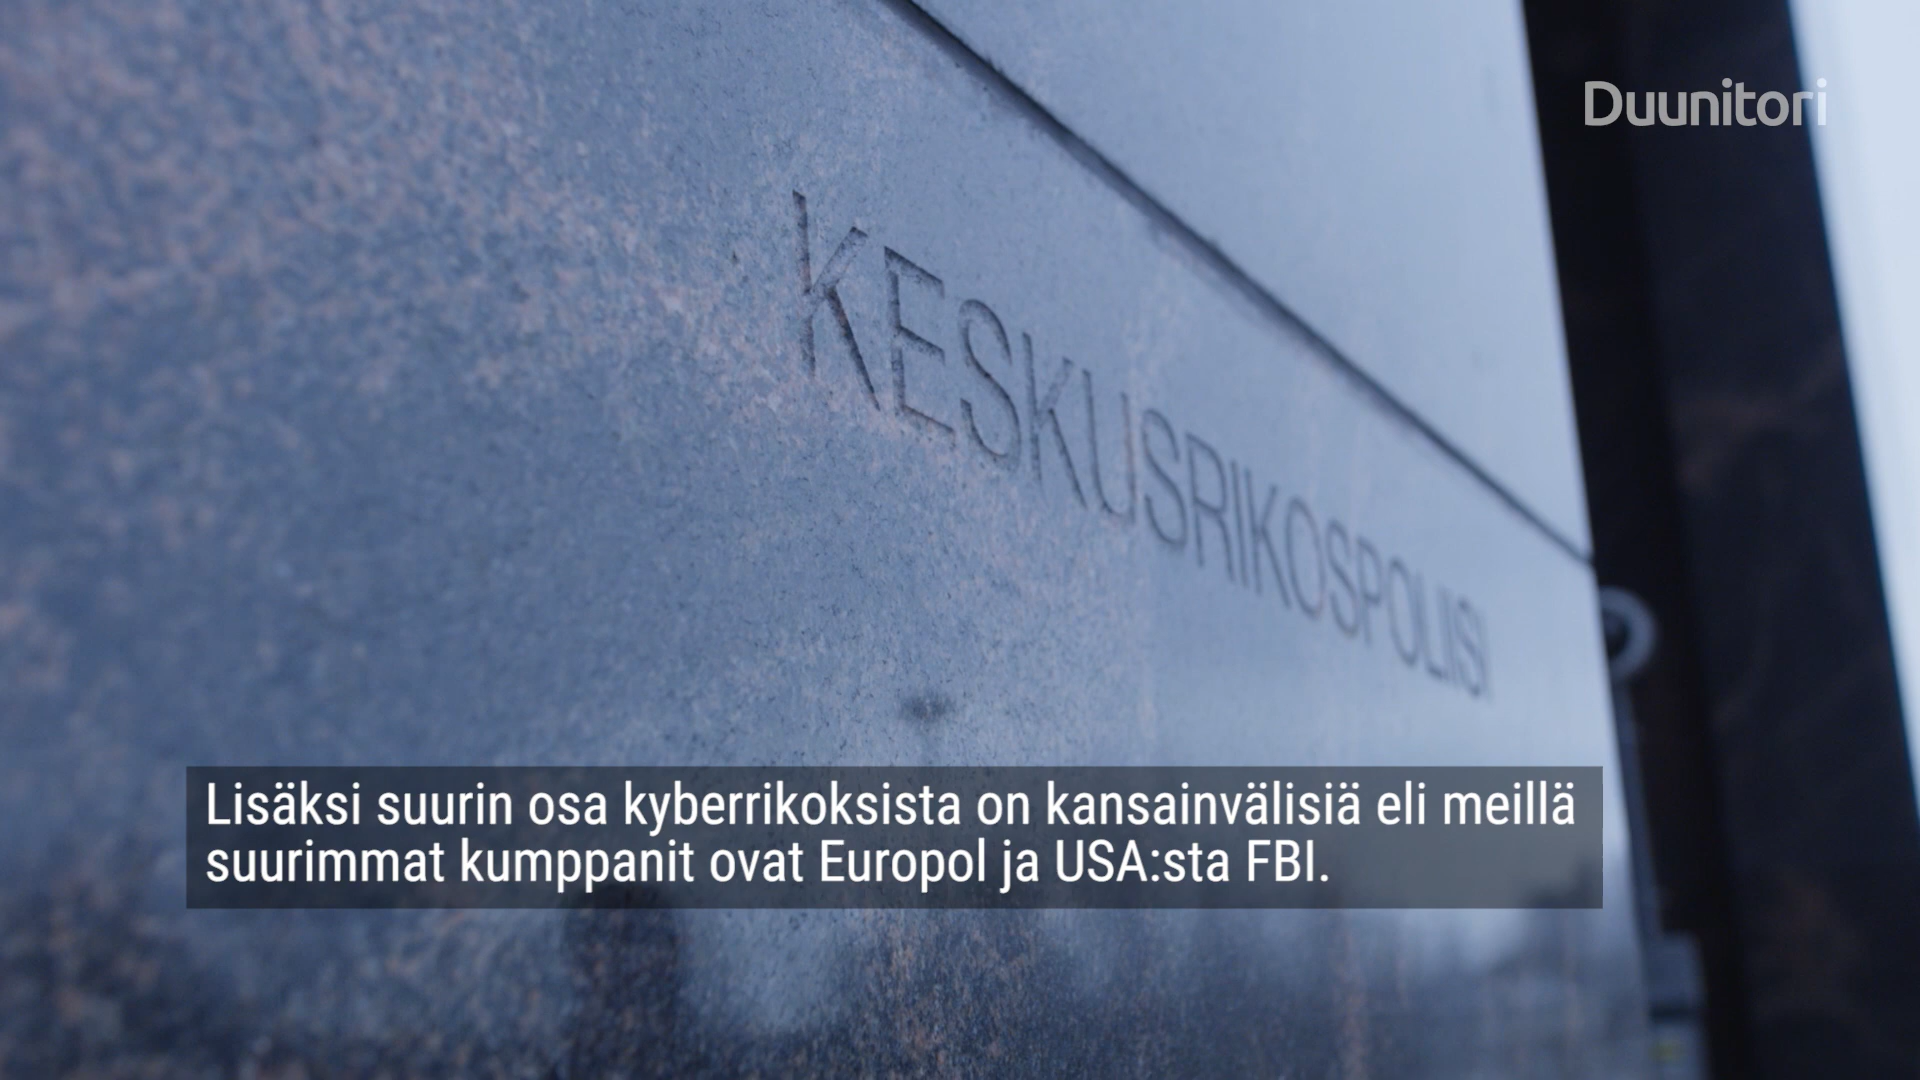 Duunitori
KESKUSRIKOSPOLIISI
Lisäksi suurin osa kyberrikoksista on kansainvälisiä eli meillä
suurimmat kumppanit ovat Europol ja USA:sta FBI.